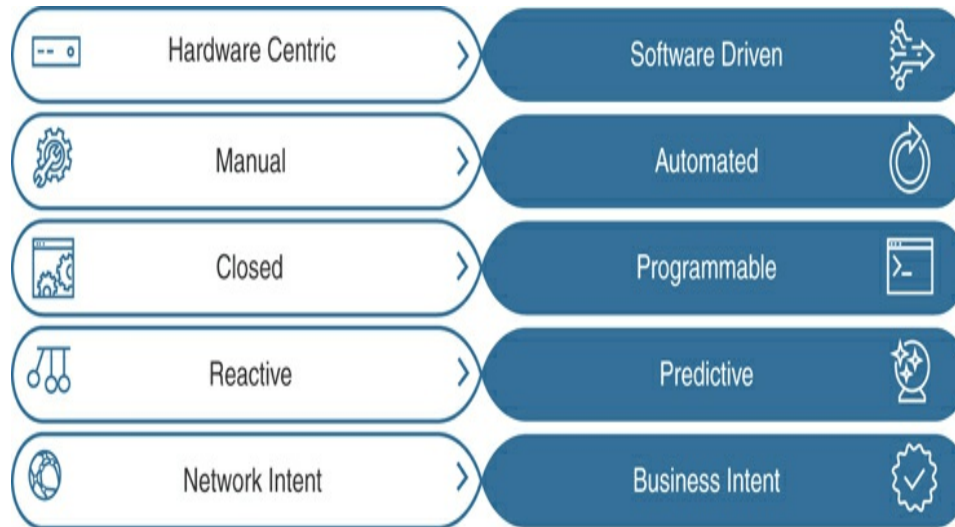 Hardware Centric
Software Driven
Manual
Automated
Closed
Programmable
Reactive
Predictive
Network Intent
Business Intent